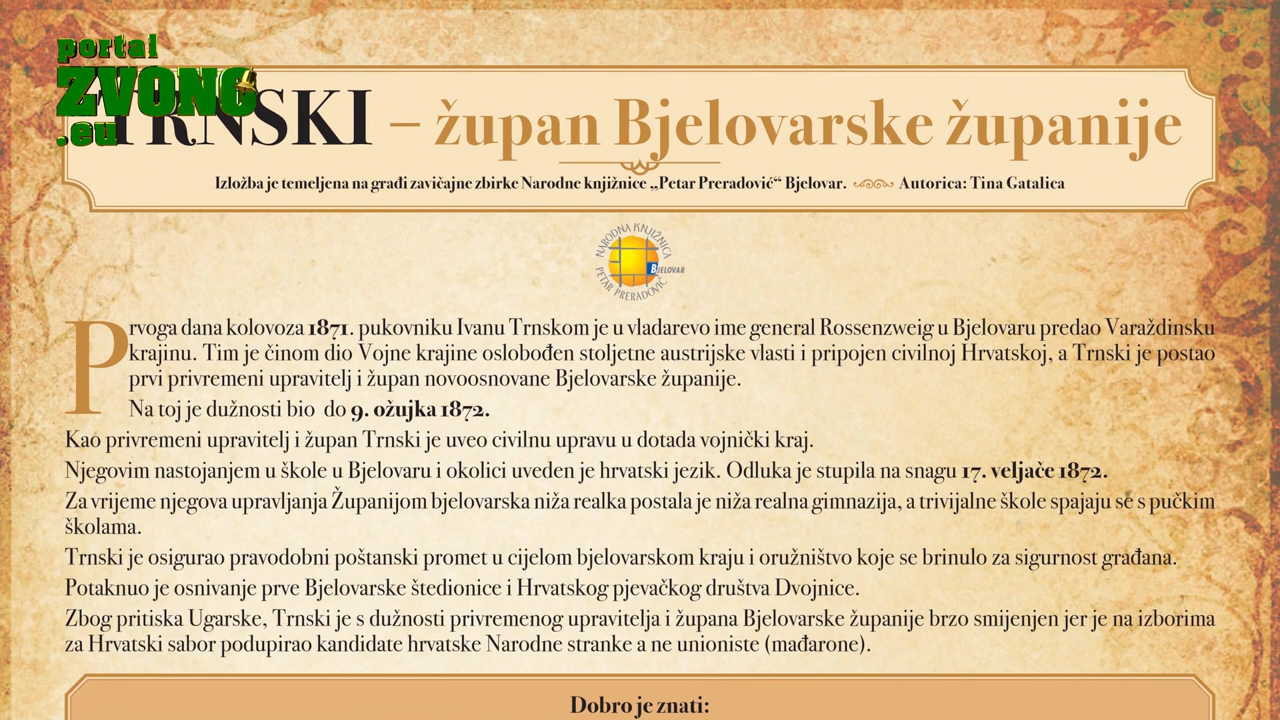 portal
ZVONO
.eu
TRNSKI – župan Bjelovarske županije
Izložba je temeljena na građi zavičajne zbirke Narodne knjižnice „Petar Preradović“ Bjelovar. Autorica: Tina Gatalica
NARODNA KNJIŽNICA
BJELOVAR
PETAR PRERADOVIĆ
Prvoga dana kolovoza 1871. pukovniku Ivanu Trnskom je u vladarevo ime general Rossenzweig u Bjelovaru predao Varaždinsku
krajinu. Tim je činom dio Vojne krajine oslobođen stoljetne austrijske vlasti i pripojen civilnoj Hrvatskoj, a Trnski je postao
prvi privremeni upravitelj i župan novoosnovane Bjelovarske županije.
Na toj je dužnosti bio do 9. ožujka 1872.
Kao privremeni upravitelj i župan Trnski je uveo civilnu upravu u dotada vojnički kraj.
Njegovim nastojanjem u škole u Bjelovaru i okolici uveden je hrvatski jezik. Odluka je stupila na snagu 17. veljače 1872.
Za vrijeme njegova upravljanja Županijom bjelovarska niža realka postala je niža realna gimnazija, a trivijalne škole spajaju se s pučkim
školama.
Trnski je osigurao pravodobni poštanski promet u cijelom bjelovarskom kraju i oružništvo koje se brinulo za sigurnost građana.
Potaknuo je osnivanje prve Bjelovarske štedionice i Hrvatskog pjevačkog društva Dvojnice.
Zbog pritiska Ugarske, Trnski je s dužnosti privremenog upravitelja i župana Bjelovarske županije brzo smijenjen jer je na izborima
za Hrvatski sabor podupirao kandidate hrvatske Narodne stranke a ne unioniste (mađarone).
Dobro je znati: